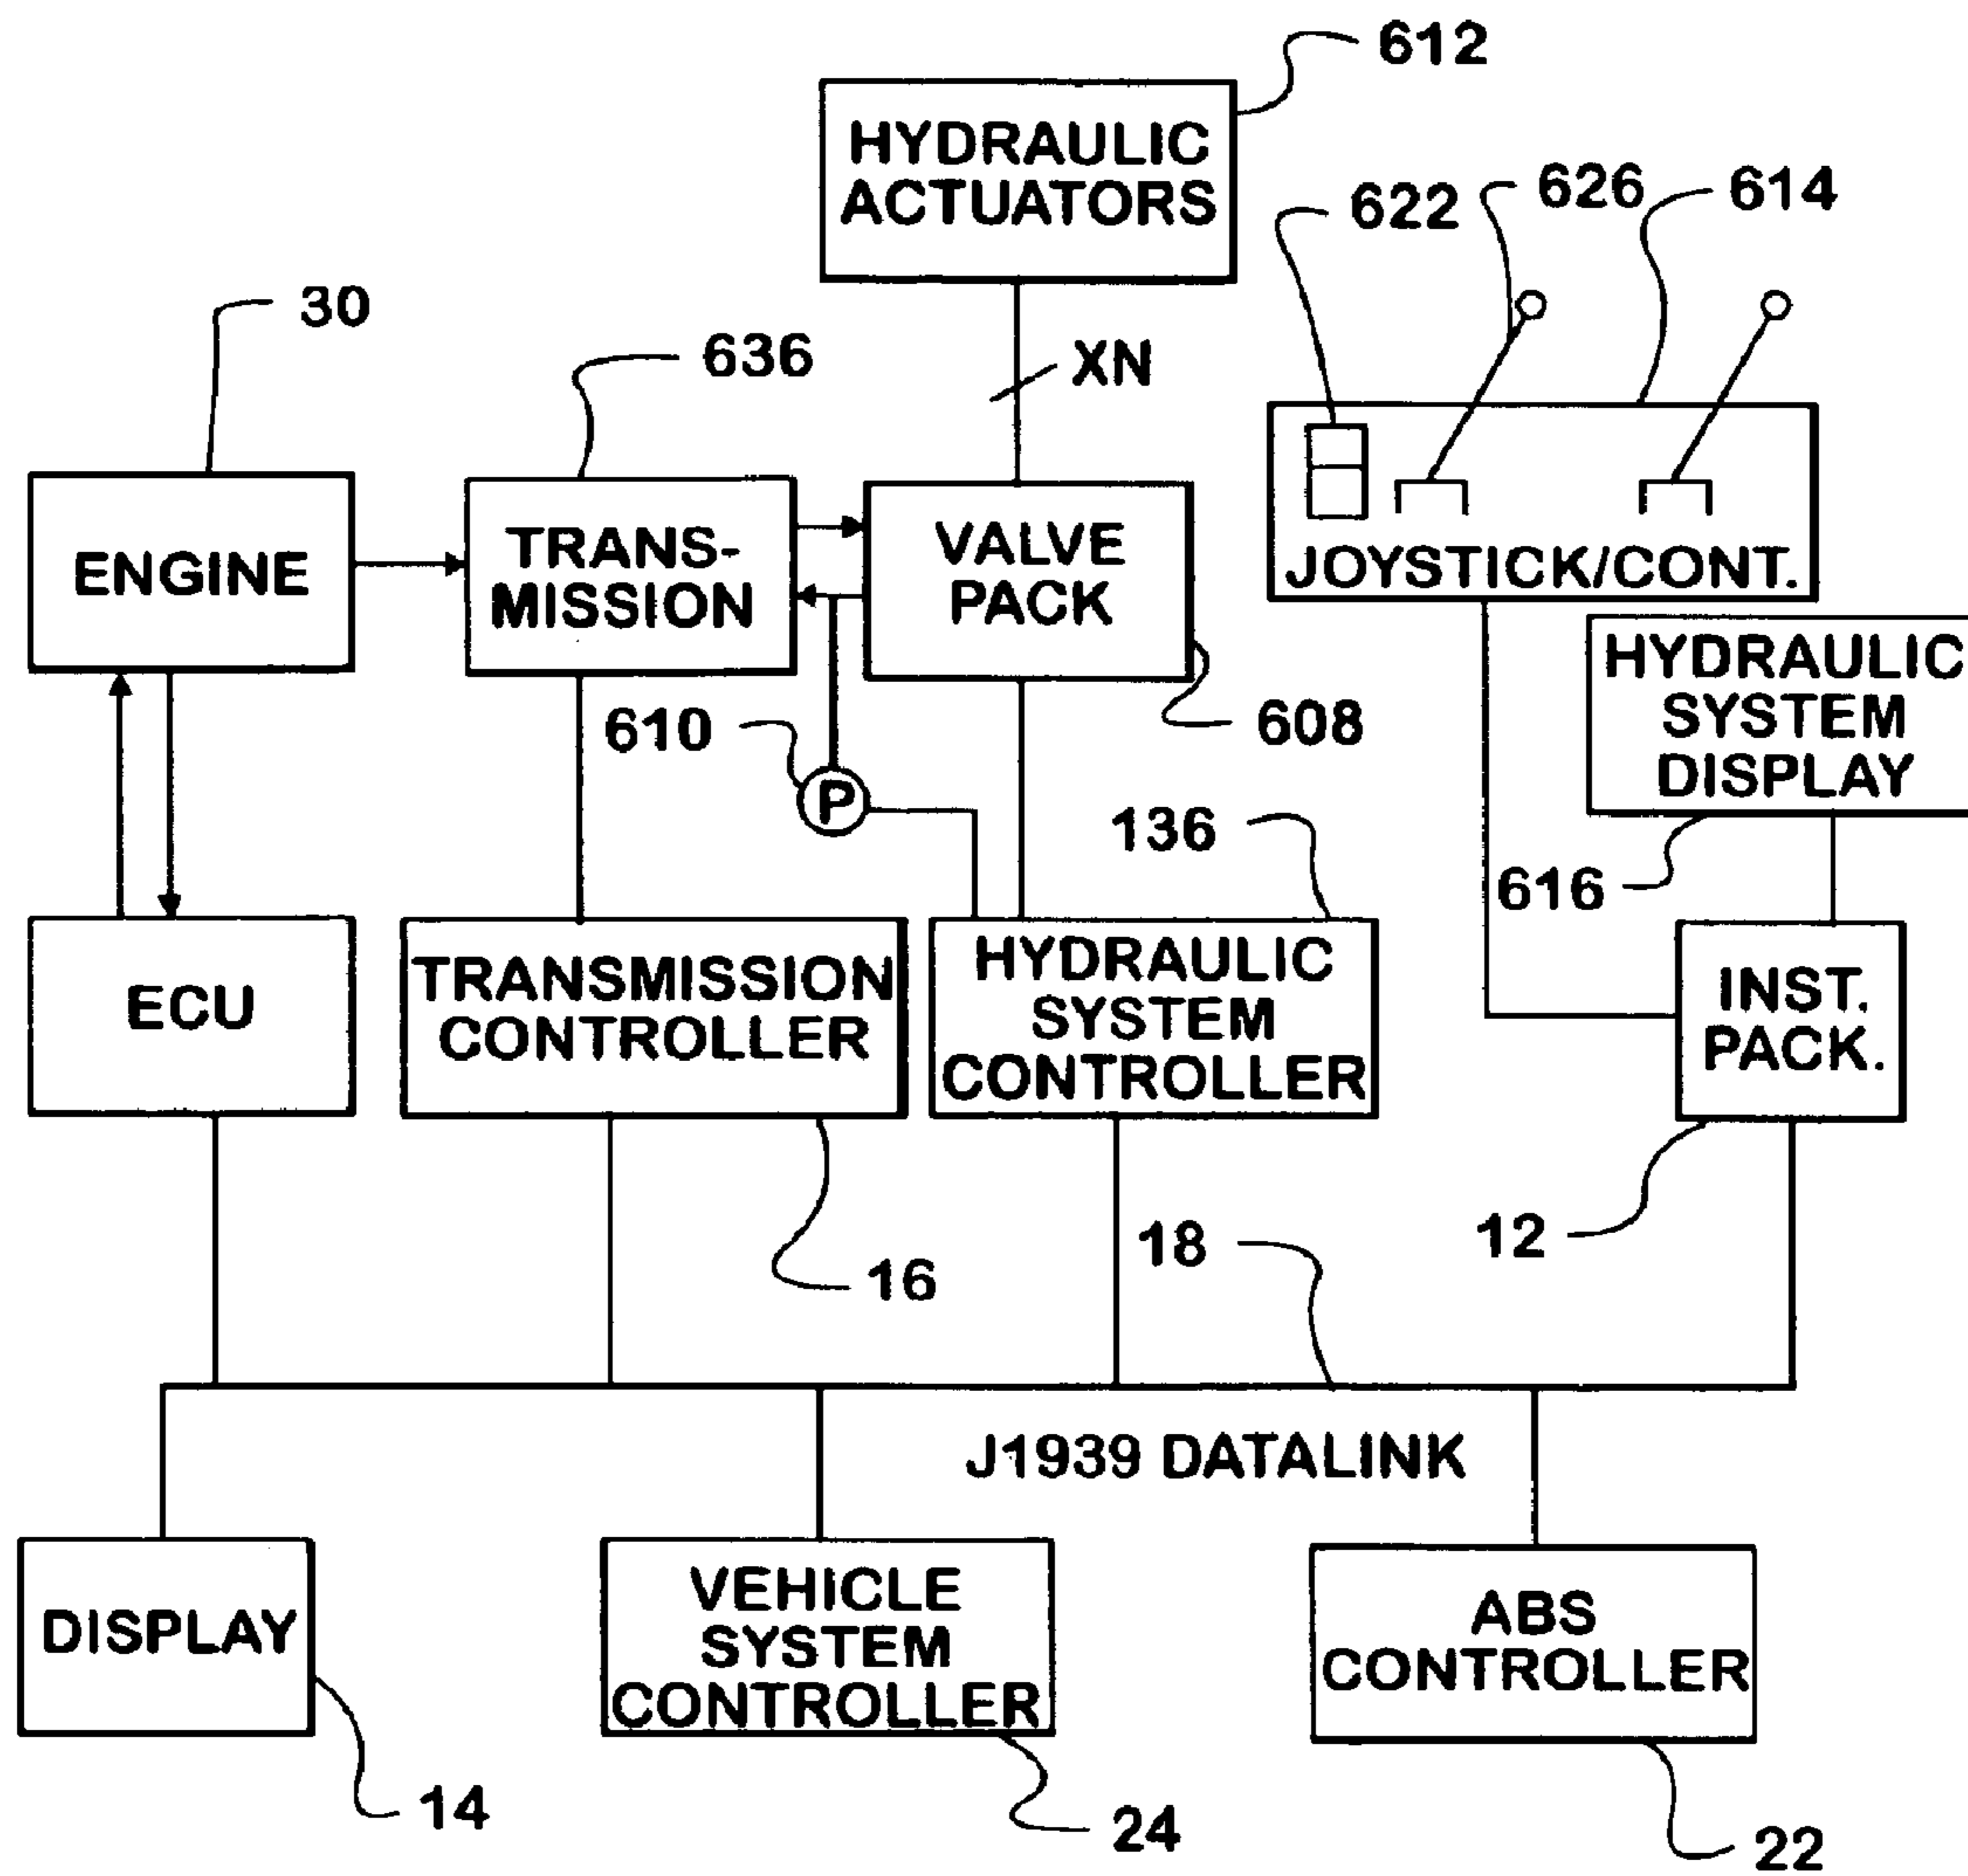 612
HYDRAULIC
ACTUATORS
622
626
614
30
636
XN
ENGINE
TRANS-
MISSION
VALVE
PACK
JOYSTICK/CONT.
610
608
HYDRAULIC
SYSTEM
DISPLAY
P
136
616
ECU
TRANSMISSION
CONTROLLER
HYDRAULIC
SYSTEM
CONTROLLER
INST.
PACK.
16
18
12
J1939 DATALINK
DISPLAY
VEHICLE
SYSTEM
CONTROLLER
ABS
CONTROLLER
14
24
22